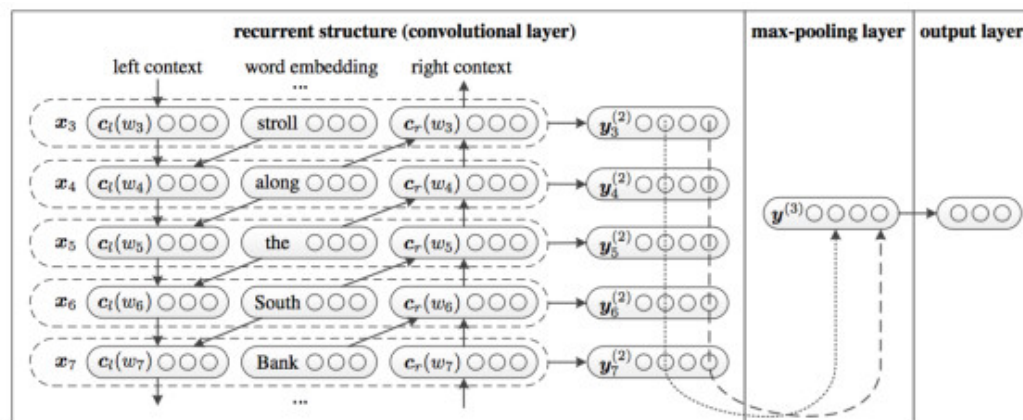 recurrent structure (convolutional layer) max-pooling layer output layer
left context word embedding right context
...
x₃ cₗ(w₃) stroll cᵣ(w₃) y₃⁽²⁾
x₄ cₗ(w₄) along cᵣ(w₄) y₄⁽²⁾
y⁽³⁾
x₅ cₗ(w₅) the cᵣ(w₅) y₅⁽²⁾
x₆ cₗ(w₆) South cᵣ(w₆) y₆⁽²⁾
x₇ cₗ(w₇) Bank cᵣ(w₇) y₇⁽²⁾
...